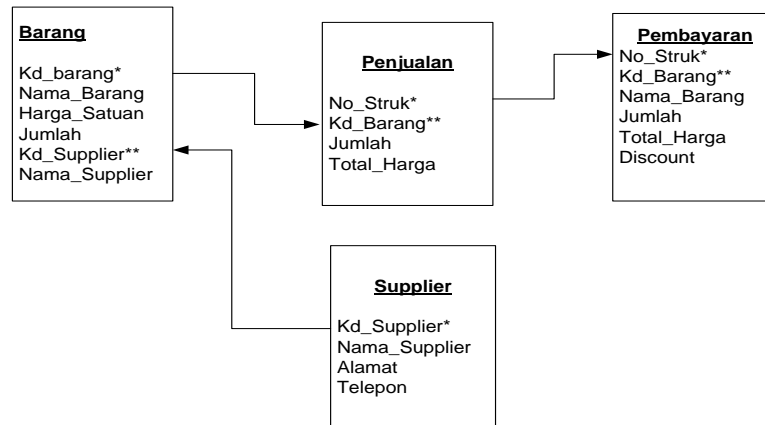 Barang
Kd_barang*
Nama_Barang
Harga_Satuan
Jumlah
Kd_Supplier**
Nama_Supplier
Penjualan
No_Struk*
Kd_Barang**
Jumlah
Total_Harga
Pembayaran
No_Struk*
Kd_Barang**
Nama_Barang
Jumlah
Total_Harga
Discount
Supplier
Kd_Supplier*
Nama_Supplier
Alamat
Telepon